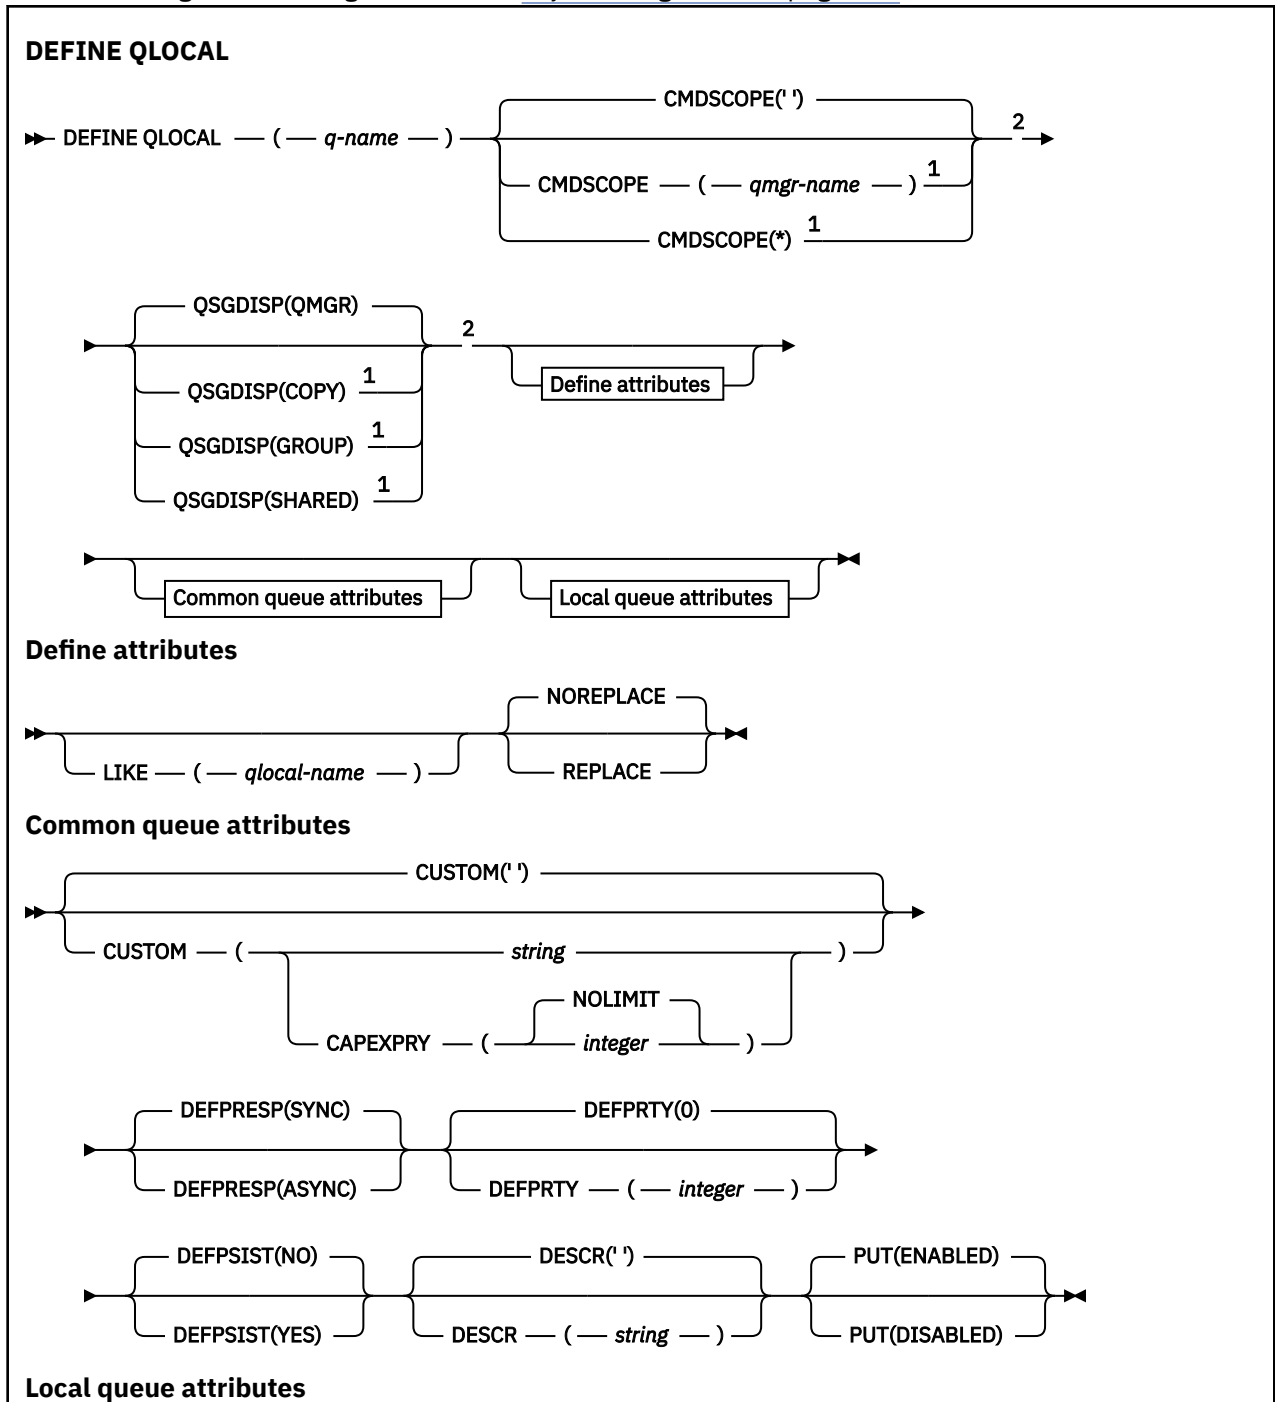 DEFINE QLOCAL
CMDSCOPE(' ')
DEFINE QLOCAL ( q-name ) 2
CMDSCOPE ( qmgr-name ) 1
CMDSCOPE(*) 1
QSGDISP(QMGR)
2
Define attributes
QSGDISP(COPY) 1
QSGDISP(GROUP) 1
QSGDISP(SHARED) 1
Common queue attributes Local queue attributes
Define attributes
NOREPLACE
LIKE ( qlocal-name ) REPLACE
Common queue attributes
CUSTOM(' ')
CUSTOM ( string )
NOLIMIT
CAPEXPRY ( integer )
DEFPRESP(SYNC) DEFPRTY(0)
DEFPRESP(ASYNC) DEFPRTY ( integer )
DEFPSIST(NO) DESCR(' ') PUT(ENABLED)
DEFPSIST(YES) DESCR ( string ) PUT(DISABLED)
Local queue attributes